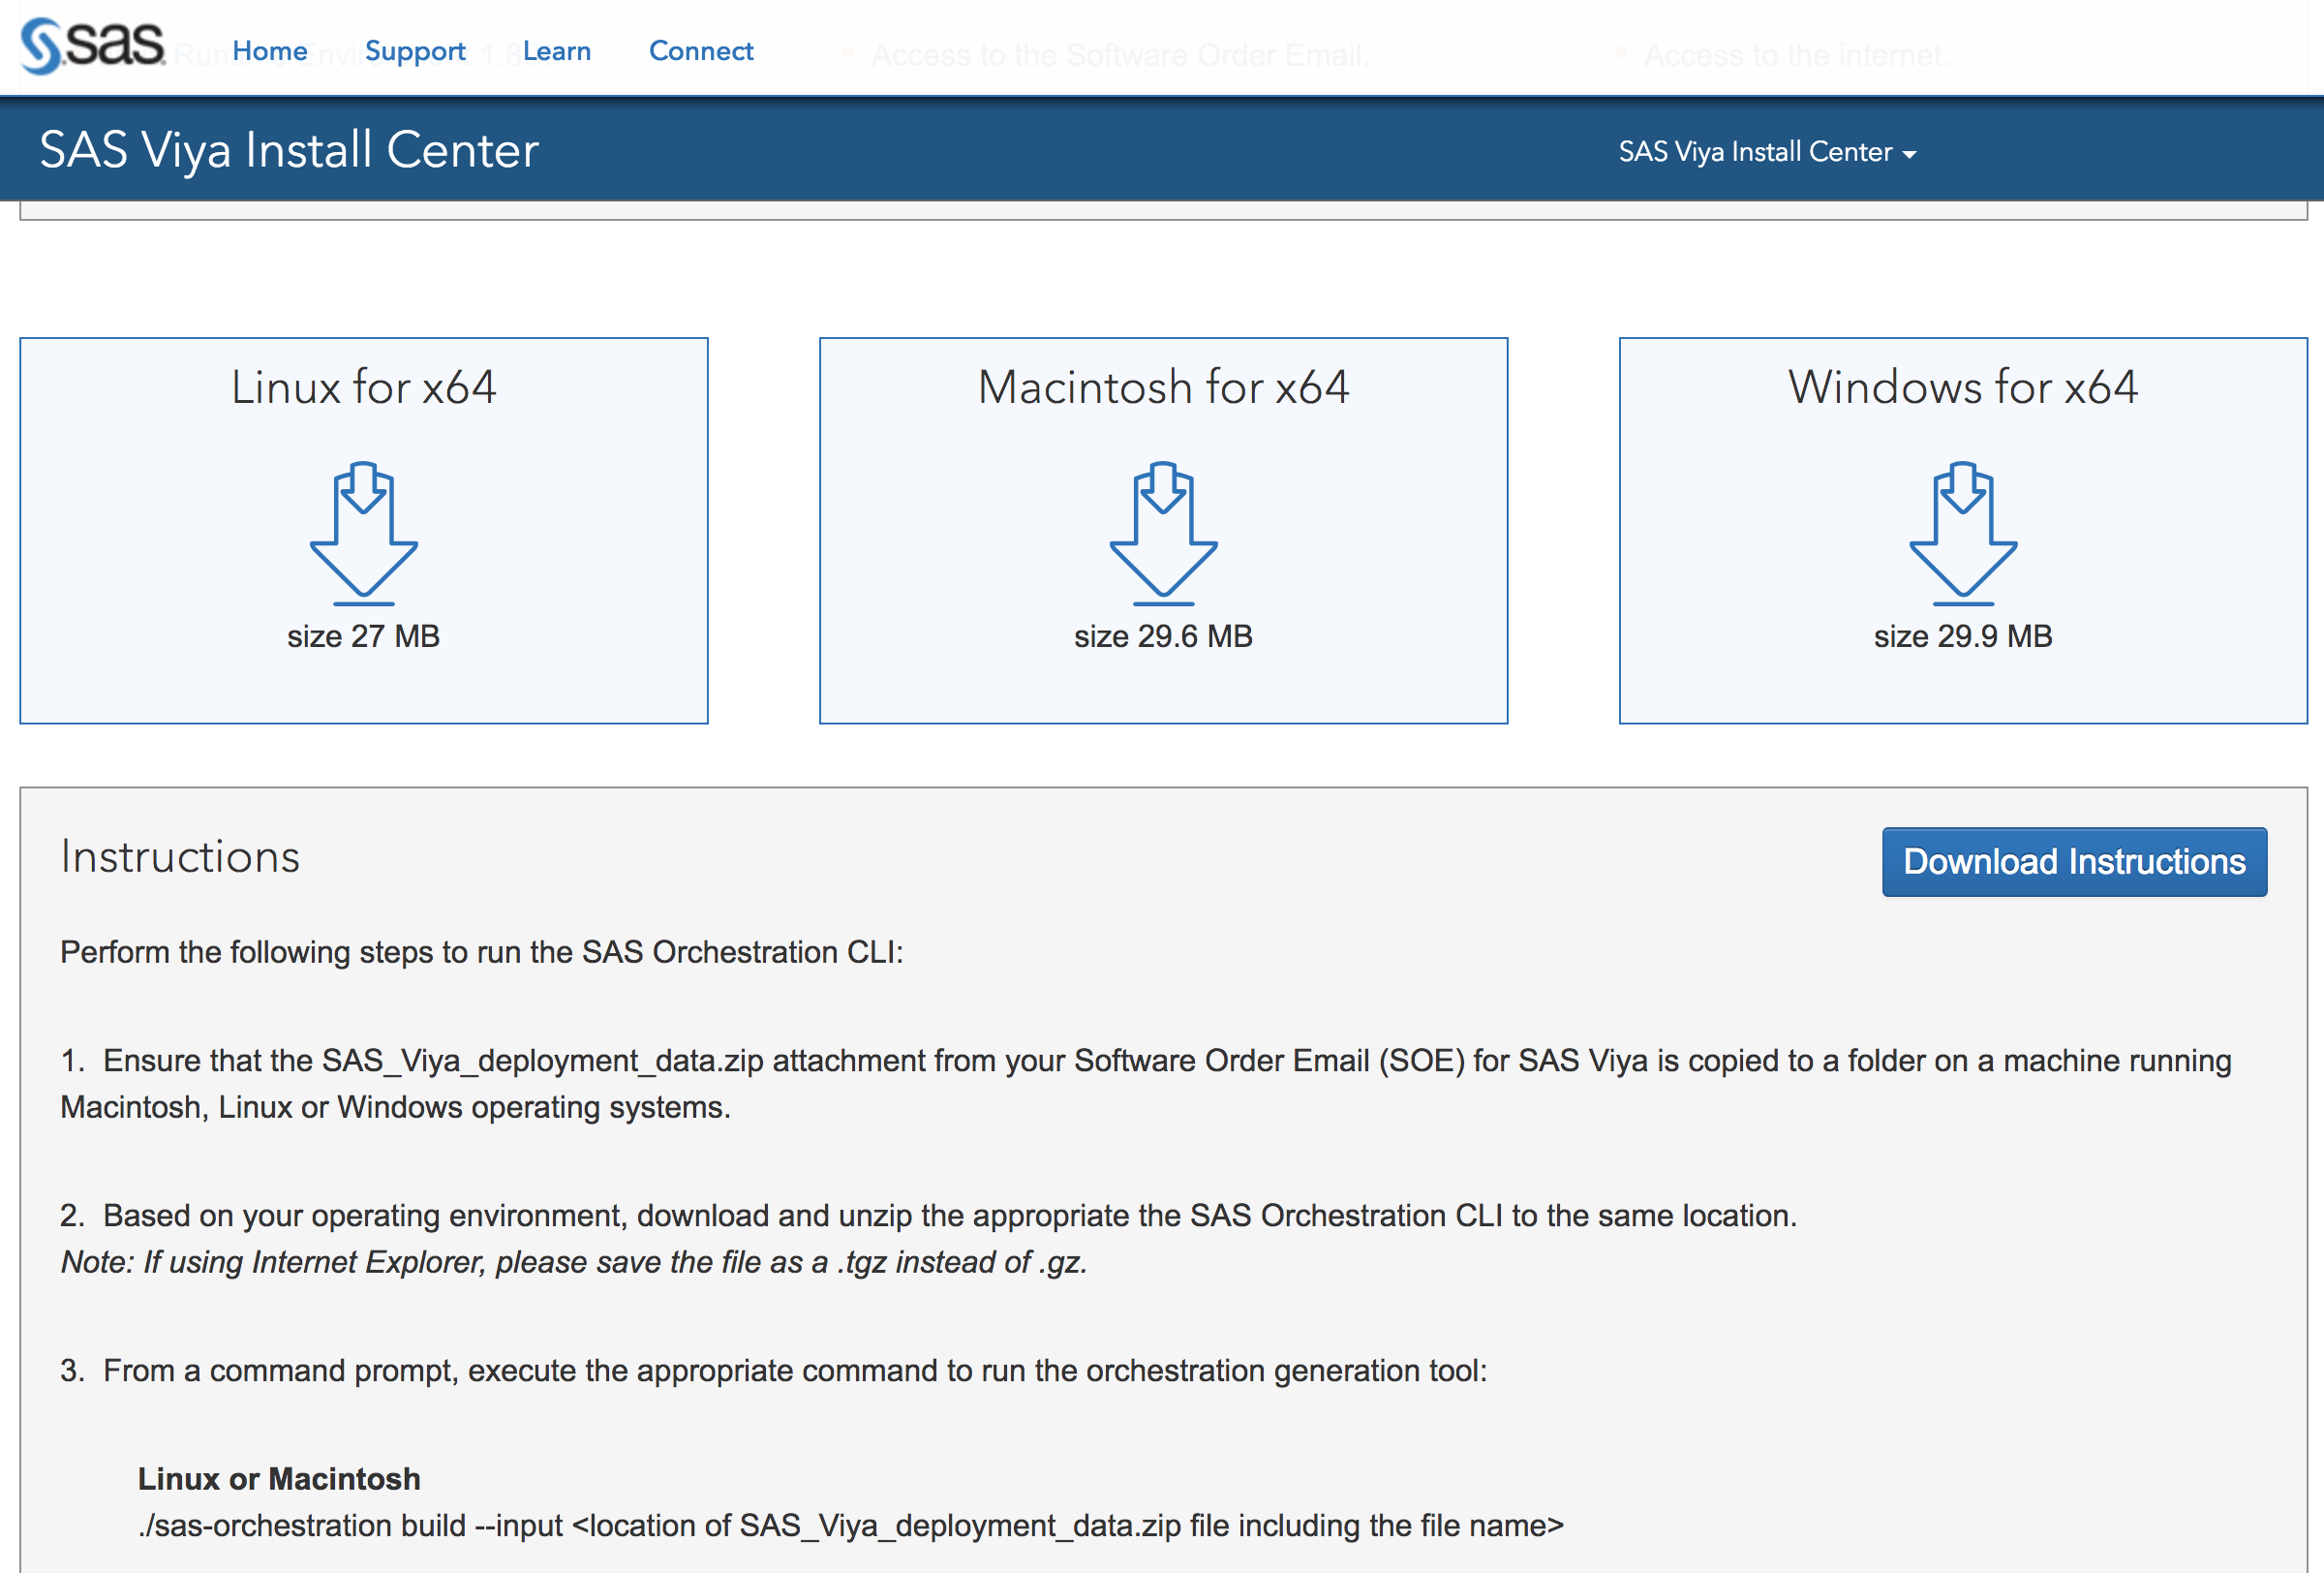 sas
Home Support Learn Connect
Runtime Environment 1.8
Access to the Software Order Email.
Access to the internet.
SAS Viya Install Center
SAS Viya Install Center
Linux for x64
size 27 MB
Macintosh for x64
size 29.6 MB
Windows for x64
size 29.9 MB
Instructions
Download Instructions
Perform the following steps to run the SAS Orchestration CLI:
1. Ensure that the SAS_Viya_deployment_data.zip attachment from your Software Order Email (SOE) for SAS Viya is copied to a folder on a machine running
Macintosh, Linux or Windows operating systems.
2. Based on your operating environment, download and unzip the appropriate the SAS Orchestration CLI to the same location.
Note: If using Internet Explorer, please save the file as a .tgz instead of .gz.
3. From a command prompt, execute the appropriate command to run the orchestration generation tool:
Linux or Macintosh
./sas-orchestration build --input <location of SAS_Viya_deployment_data.zip file including the file name>